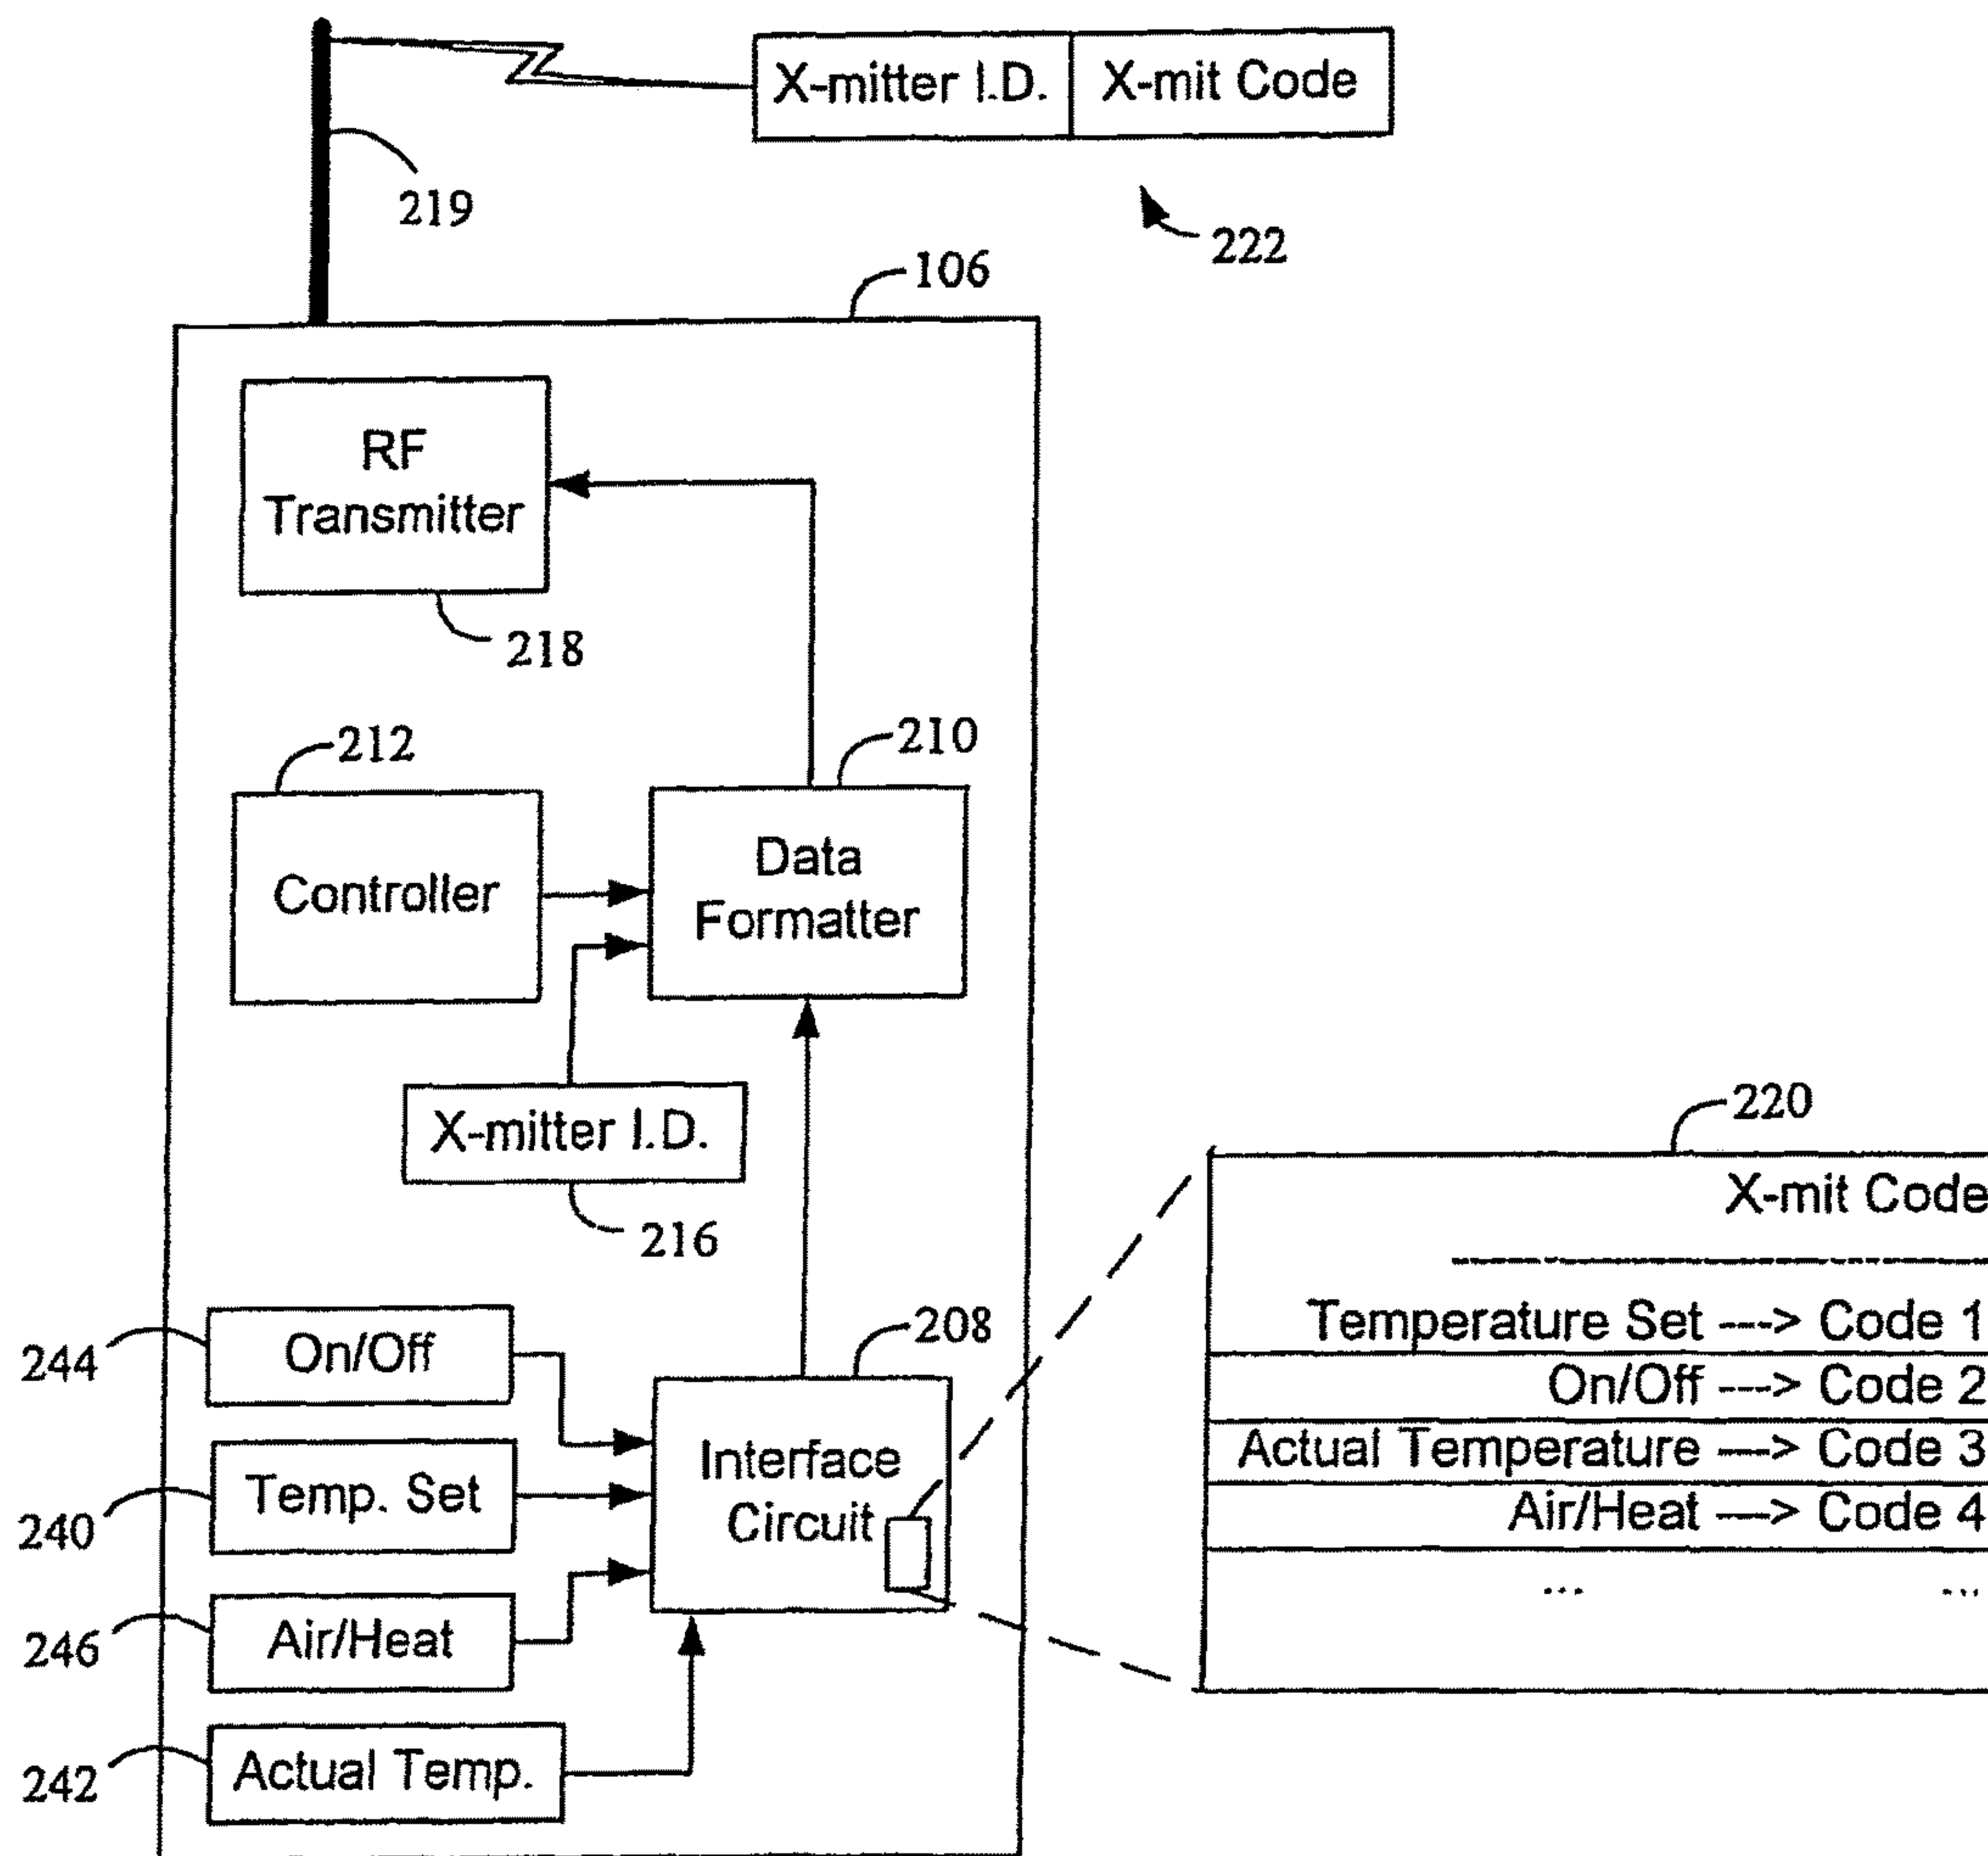 X-mitter I.D. X-mit Code
219
222
106
RF
Transmitter
218
212
210
Controller
Data
Formatter
X-mitter I.D.
216
220
X-mit Code
Temperature Set ---> Code 1
On/Off ---> Code 2
Actual Temperature ---> Code 3
Air/Heat ---> Code 4
... ...
208
244
On/Off
240
Temp. Set
Interface
Circuit
246
Air/Heat
242
Actual Temp.